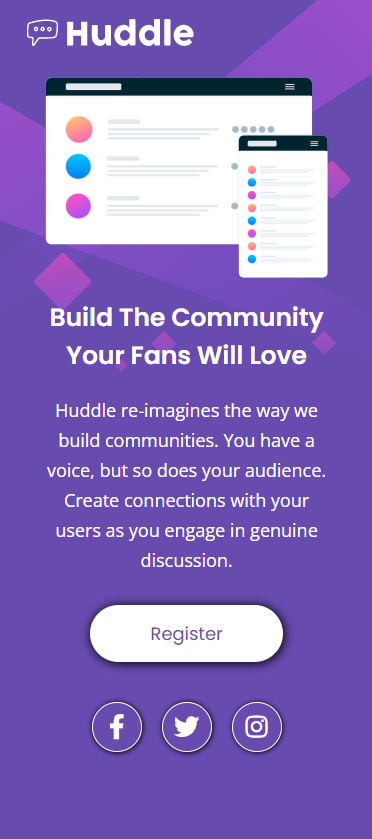 Huddle
Build The Community
Your Fans Will Love
Huddle re-imagines the way we
build communities. You have a
voice, but so does your audience.
Create connections with your
users as you engage in genuine
discussion.
Register